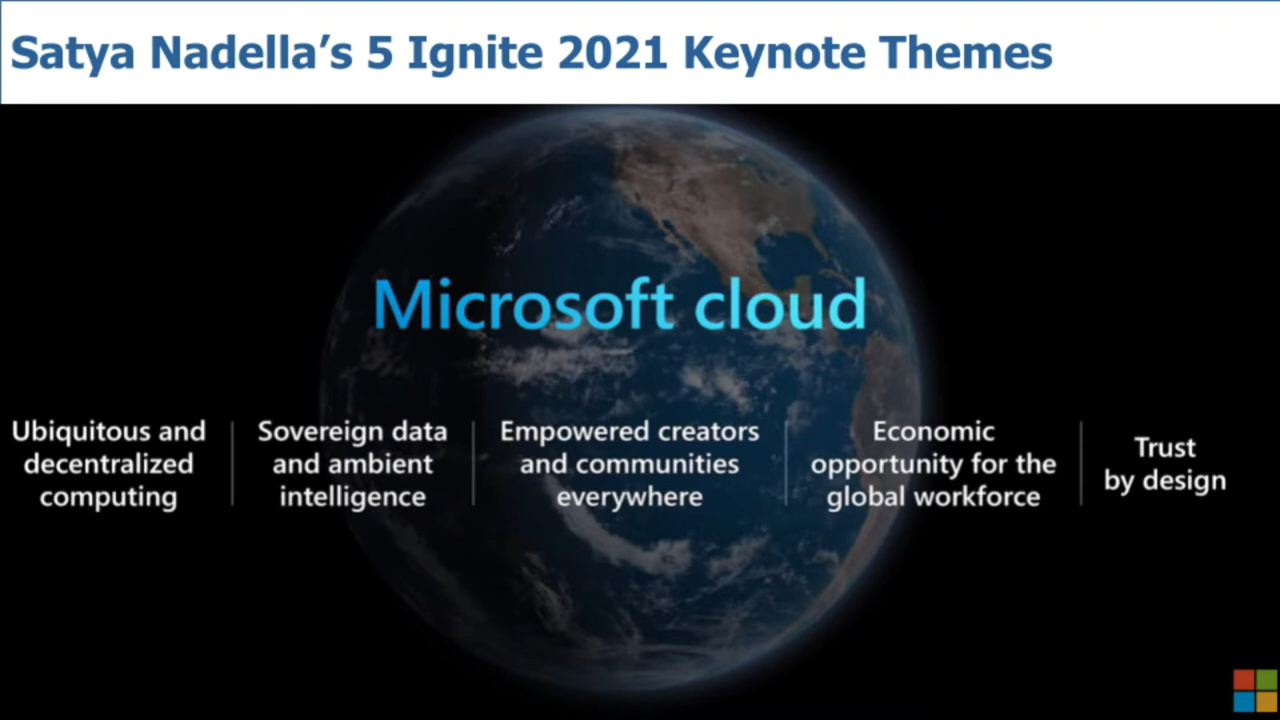 Satya Nadella’s 5 Ignite 2021 Keynote Themes
Microsoft cloud
Ubiquitous and
decentralized
computing
Sovereign data
and ambient
intelligence
Empowered creators
and communities
everywhere
Economic
opportunity for the
global workforce
Trust
by design